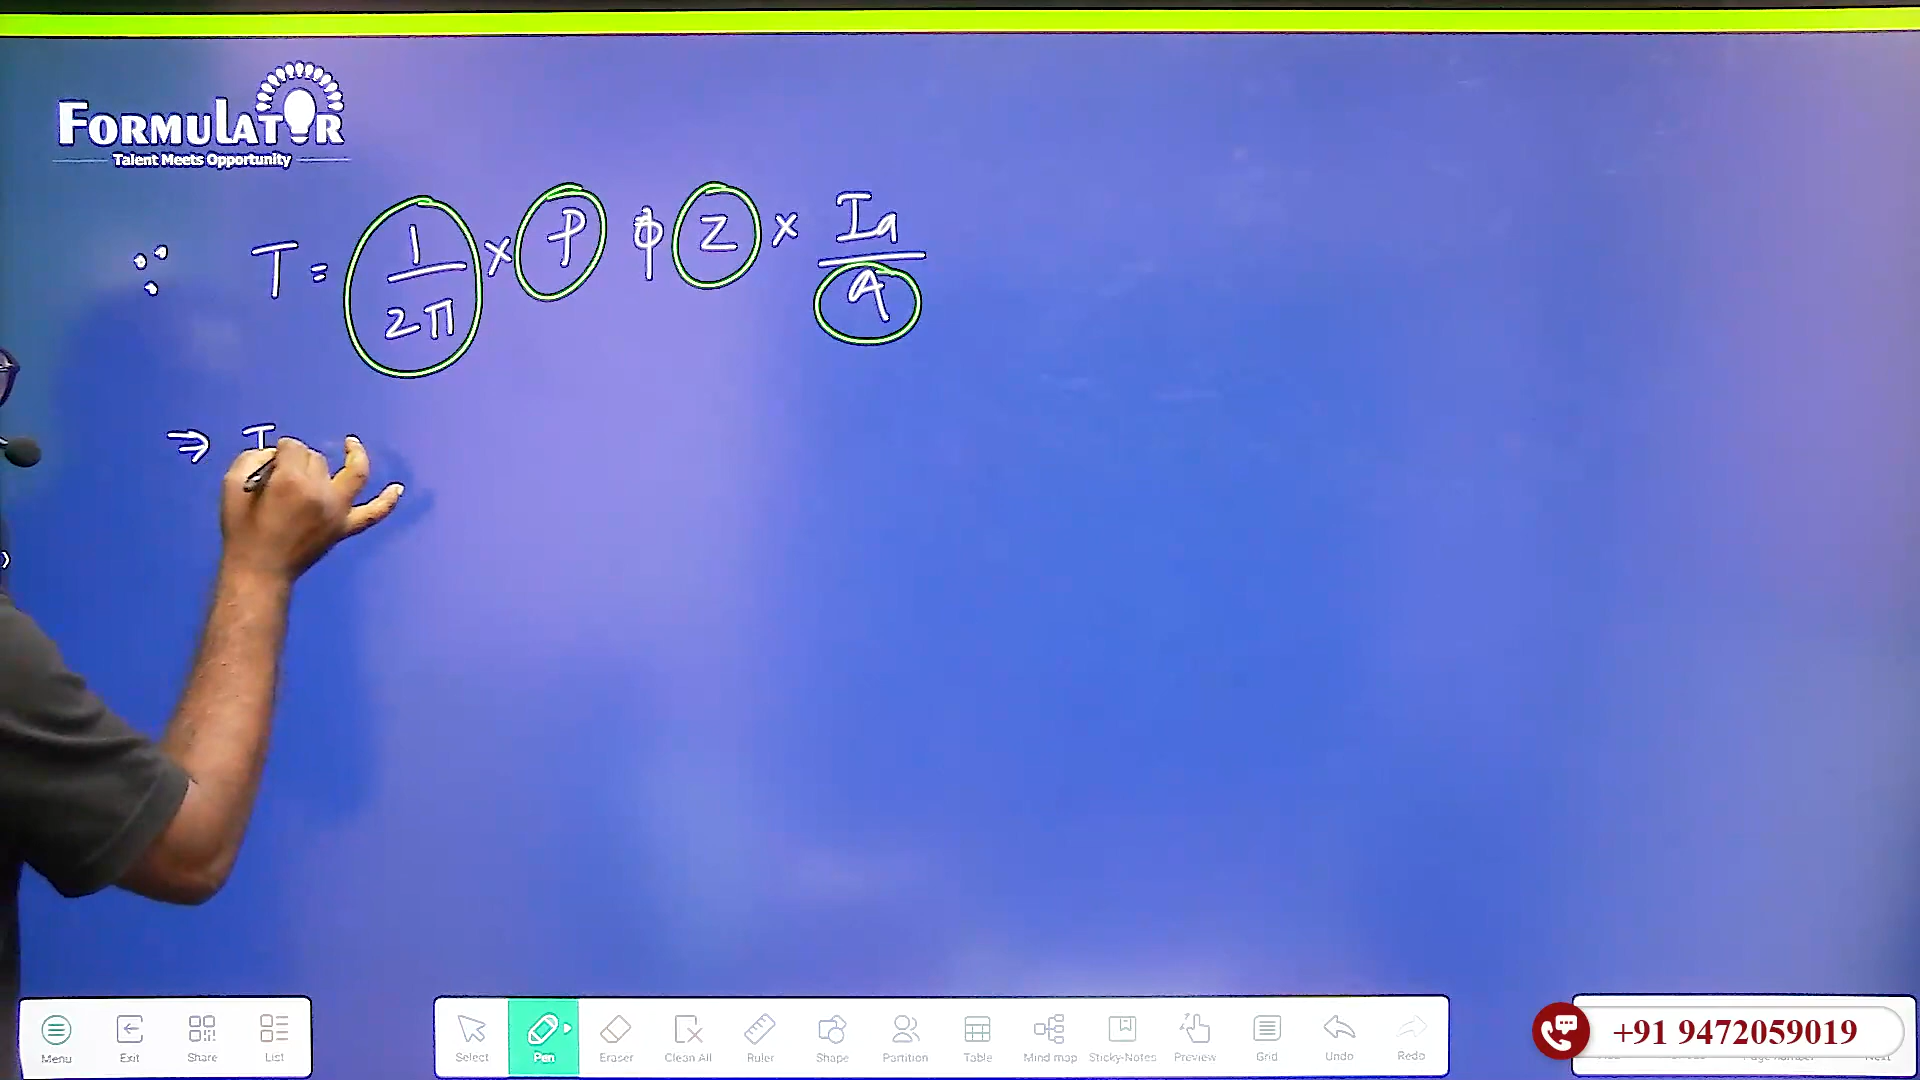 FORMULATOR
Talent Meets Opportunity
∵ T = 1/2π × P ϕ Z × Ia/A
⇒ T
Menu Exit Share List
Select Pen Eraser Clean All Ruler Shape Partition Table Mind map Sticky-Notes Preview Grid Undo Redo
+91 9472059019